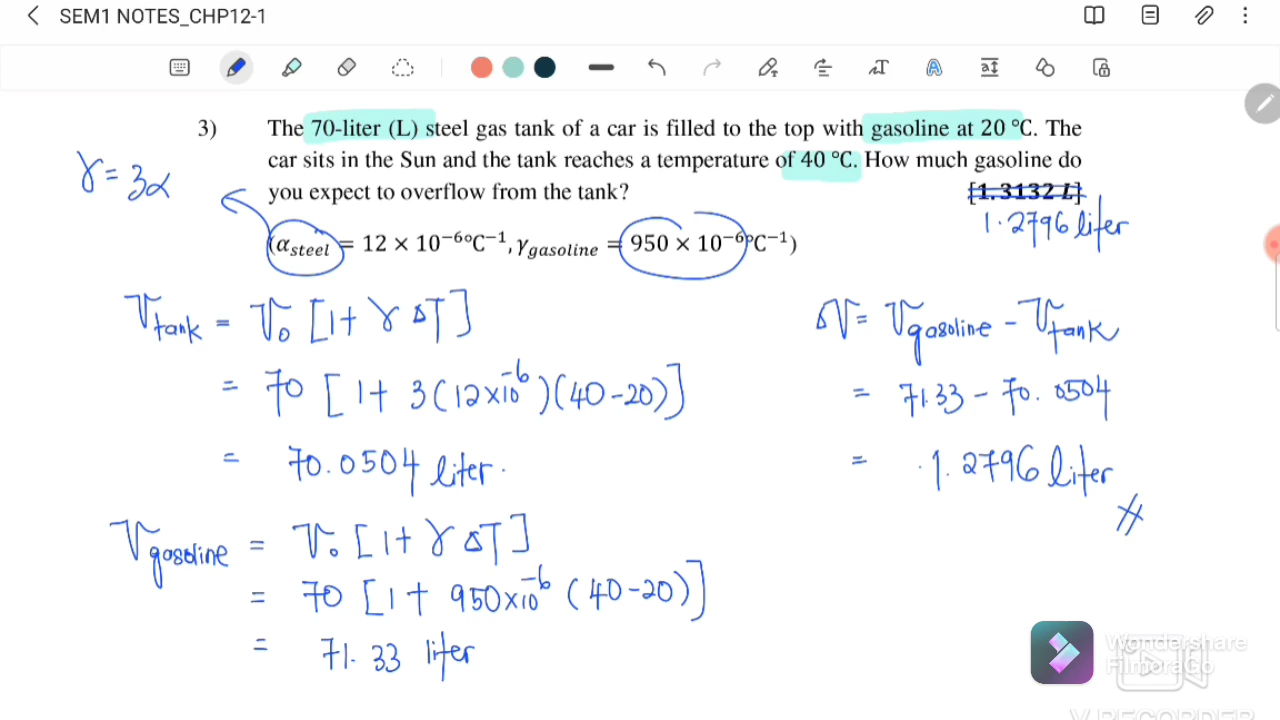 SEM1 NOTES_CHP12-1
3) The 70-liter (L) steel gas tank of a car is filled to the top with gasoline at 20 °C. The
car sits in the Sun and the tank reaches a temperature of 40 °C. How much gasoline do
you expect to overflow from the tank? [1.3132 L]
1.2796 liter
γ = 3α
(α_steel = 12 × 10⁻⁶°C⁻¹, γ_gasoline = 950 × 10⁻⁶°C⁻¹)
V_tank = V₀ [1 + γ ΔT]
= 70 [1 + 3(12×10⁻⁶)(40-20)]
= 70.0504 liter.
V_gasoline = V₀ [1 + γ ΔT]
= 70 [1 + 950×10⁻⁶ (40-20)]
= 71.33 liter
ΔV = V_gasoline - V_tank
= 71.33 - 70.0504
= 1.2796 liter
#
Wondershare
FilmoraGo
V RECORDER